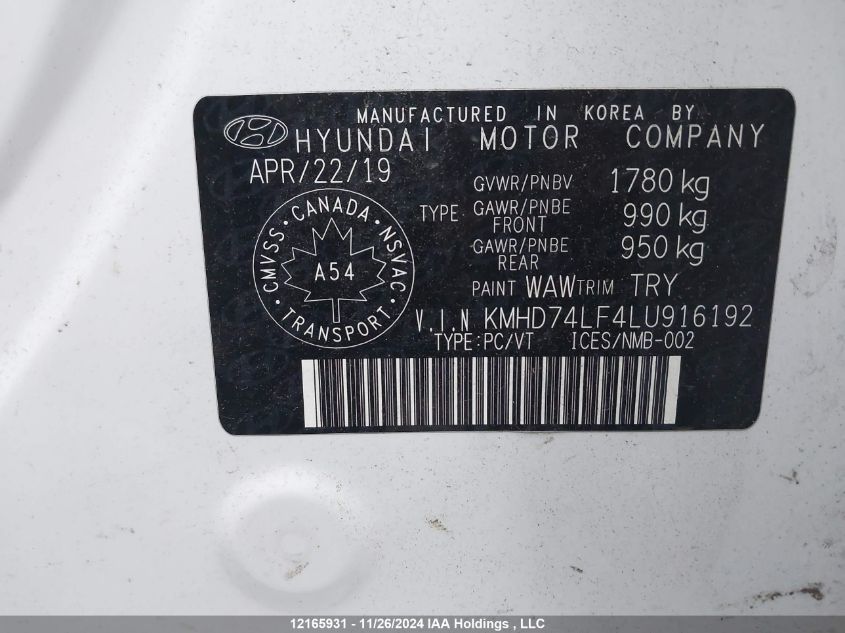 MANUFACTURED IN KOREA BY
HYUNDAI MOTOR COMPANY
APR/22/19
GVWR/PNBV 1780 kg
TYPE GAWR/PNBE FRONT 990 kg
GAWR/PNBE REAR 950 kg
PAINT WAW TRIM TRY
CMVSS · CANADA · NSVAC · TRANSPORT ·
A54
V.I.N KMHD74LF4LU916192
TYPE:PC/VT ICES/NMB-002
12165931 - 11/26/2024 IAA Holdings , LLC